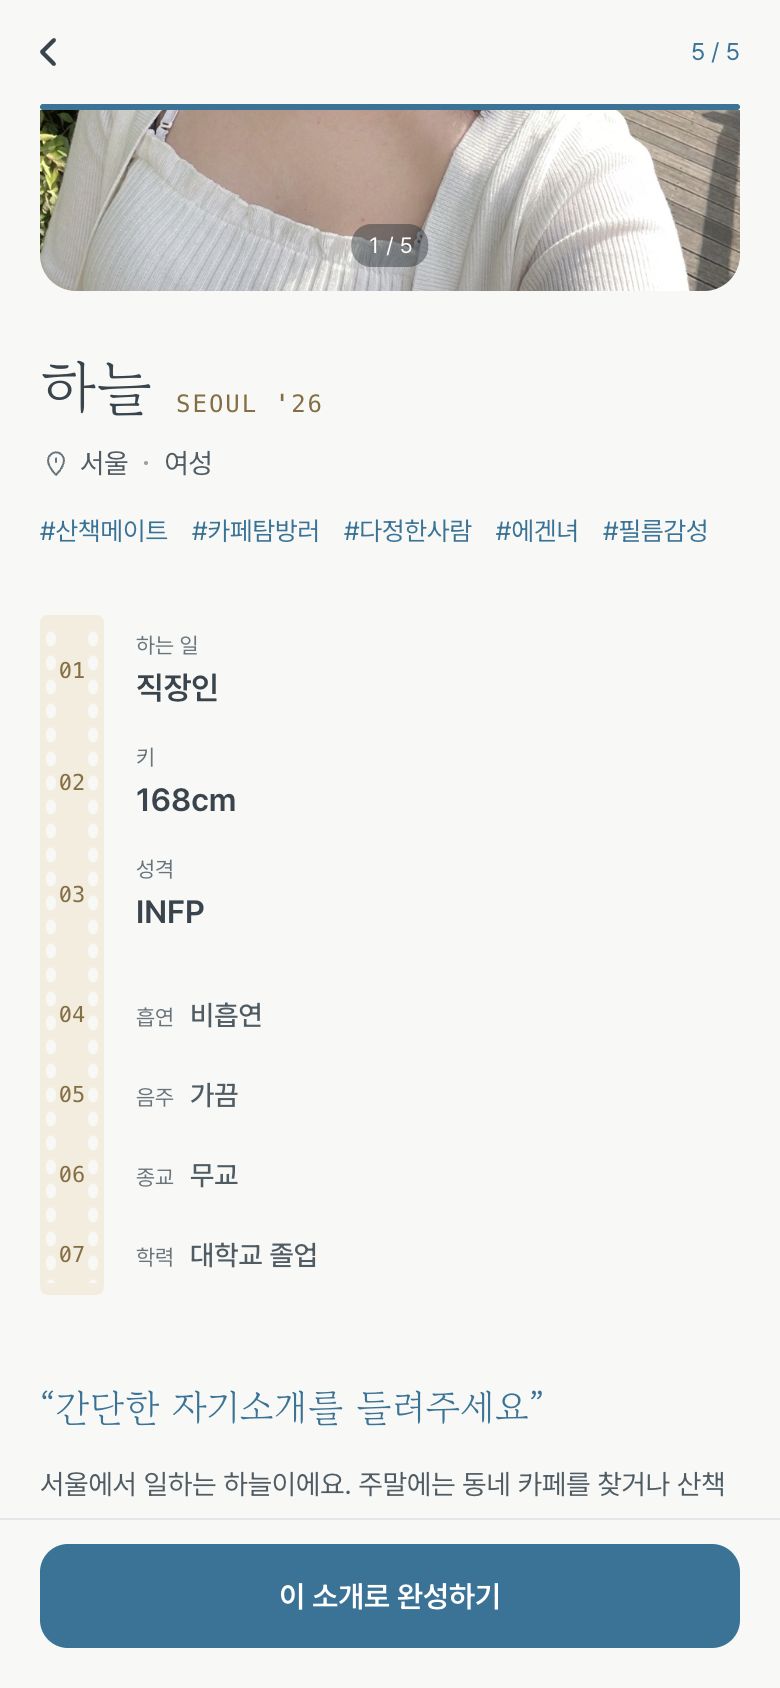 5 / 5
1 / 5
하늘 SEOUL '26
서울 · 여성
#산책메이트 #카페탐방러 #다정한사람 #에겐녀 #필름감성
01 하는 일
직장인
02 키
168cm
03 성격
INFP
04 흡연 비흡연
05 음주 가끔
06 종교 무교
07 학력 대학교 졸업
“간단한 자기소개를 들려주세요”
서울에서 일하는 하늘이에요. 주말에는 동네 카페를 찾거나 산책
이 소개로 완성하기